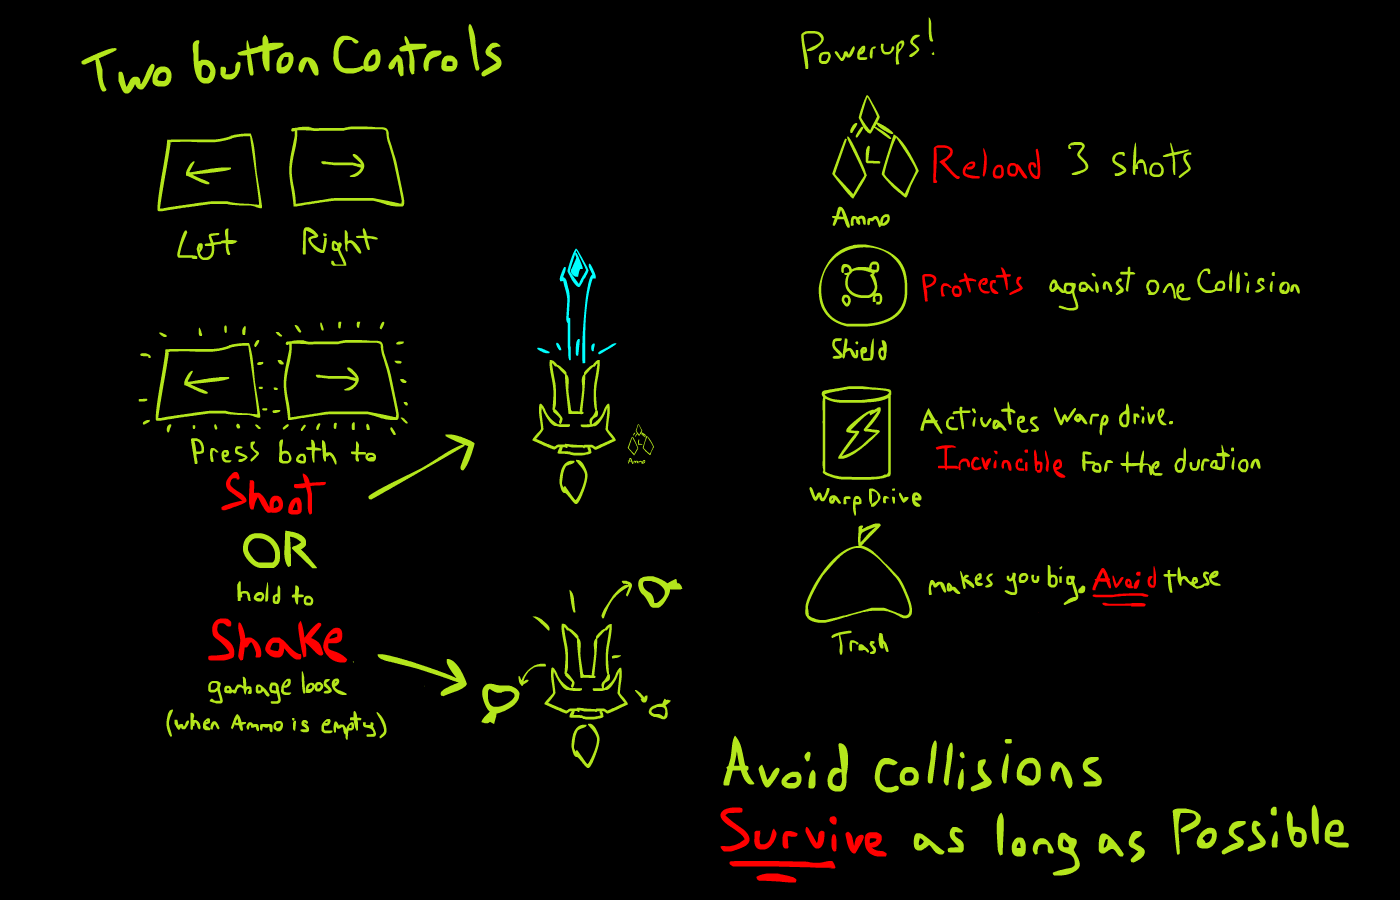 Two button Controls
Left
Right
Press both to
Shoot
OR
hold to
Shake
garbage loose
(when Ammo is empty)
Ammo
Powerups!
L
Reload 3 shots
Ammo
Protects against one Collision
Shield
Activates Warp drive.
Incvincible For the duration
Warp Drive
makes you big. Avoid these
Trash
Avoid collisions
Survive as long as Possible